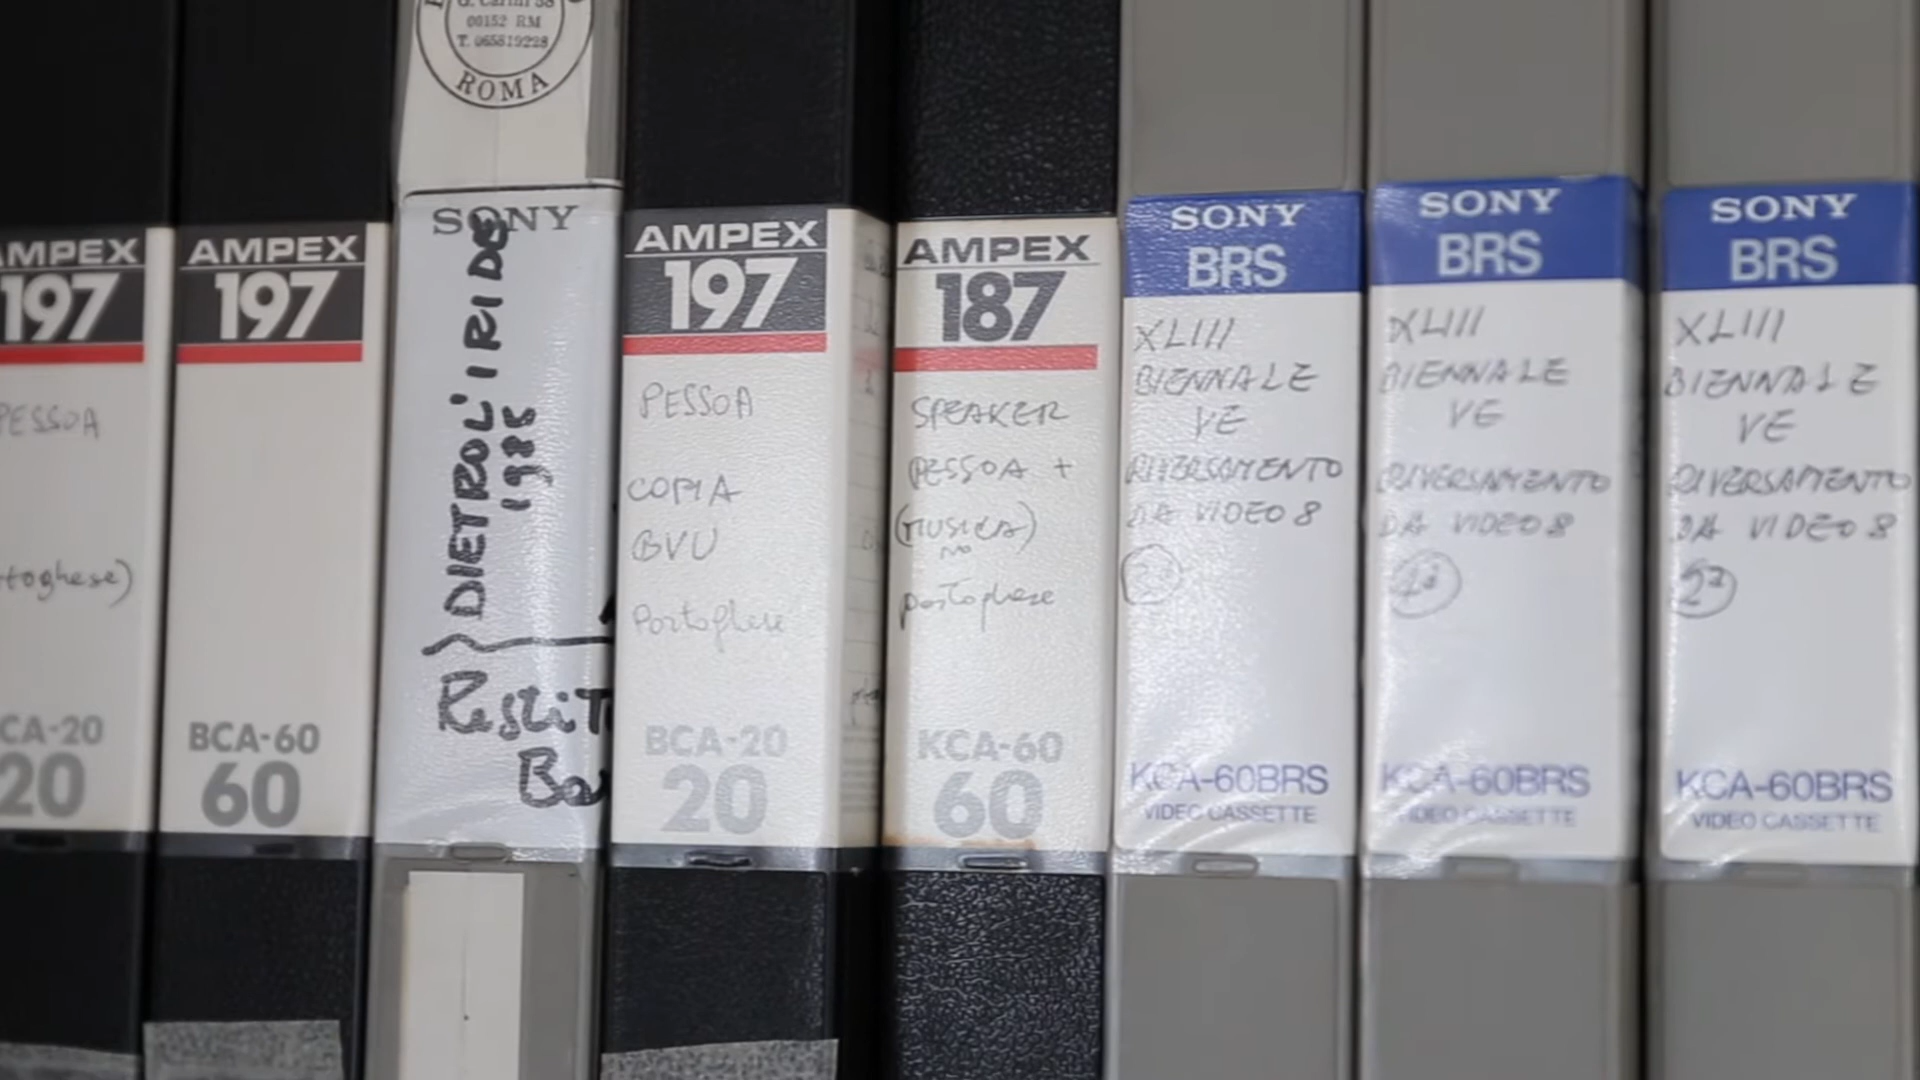 G. Carini 58
00152 RM
T. 065819228
ROMA
AMPEX
197
PESSOA
CA-20
20
AMPEX
197
BCA-60
60
SONY
DIETROL'IRIDE
1985
AMPEX
197
PESSOA
COPIA
BVU
Portoghese
BCA-20
20
AMPEX
187
SPEAKER
PESSOA +
(MUSICA)
NO
portoghese
KCA-60
60
SONY
BRS
XLIII
BIENNALE
VE
RIVERSAMENTO
DA VIDEO 8
KCA-60BRS
VIDEO CASSETTE
SONY
BRS
XLIII
BIENNALE
VE
RIVERSAMENTO
DA VIDEO 8
KCA-60BRS
VIDEO CASSETTE
SONY
BRS
XLIII
BIENNALE
VE
RIVERSAMENTO
DA VIDEO 8
2ª
KCA-60BRS
VIDEO CASSETTE